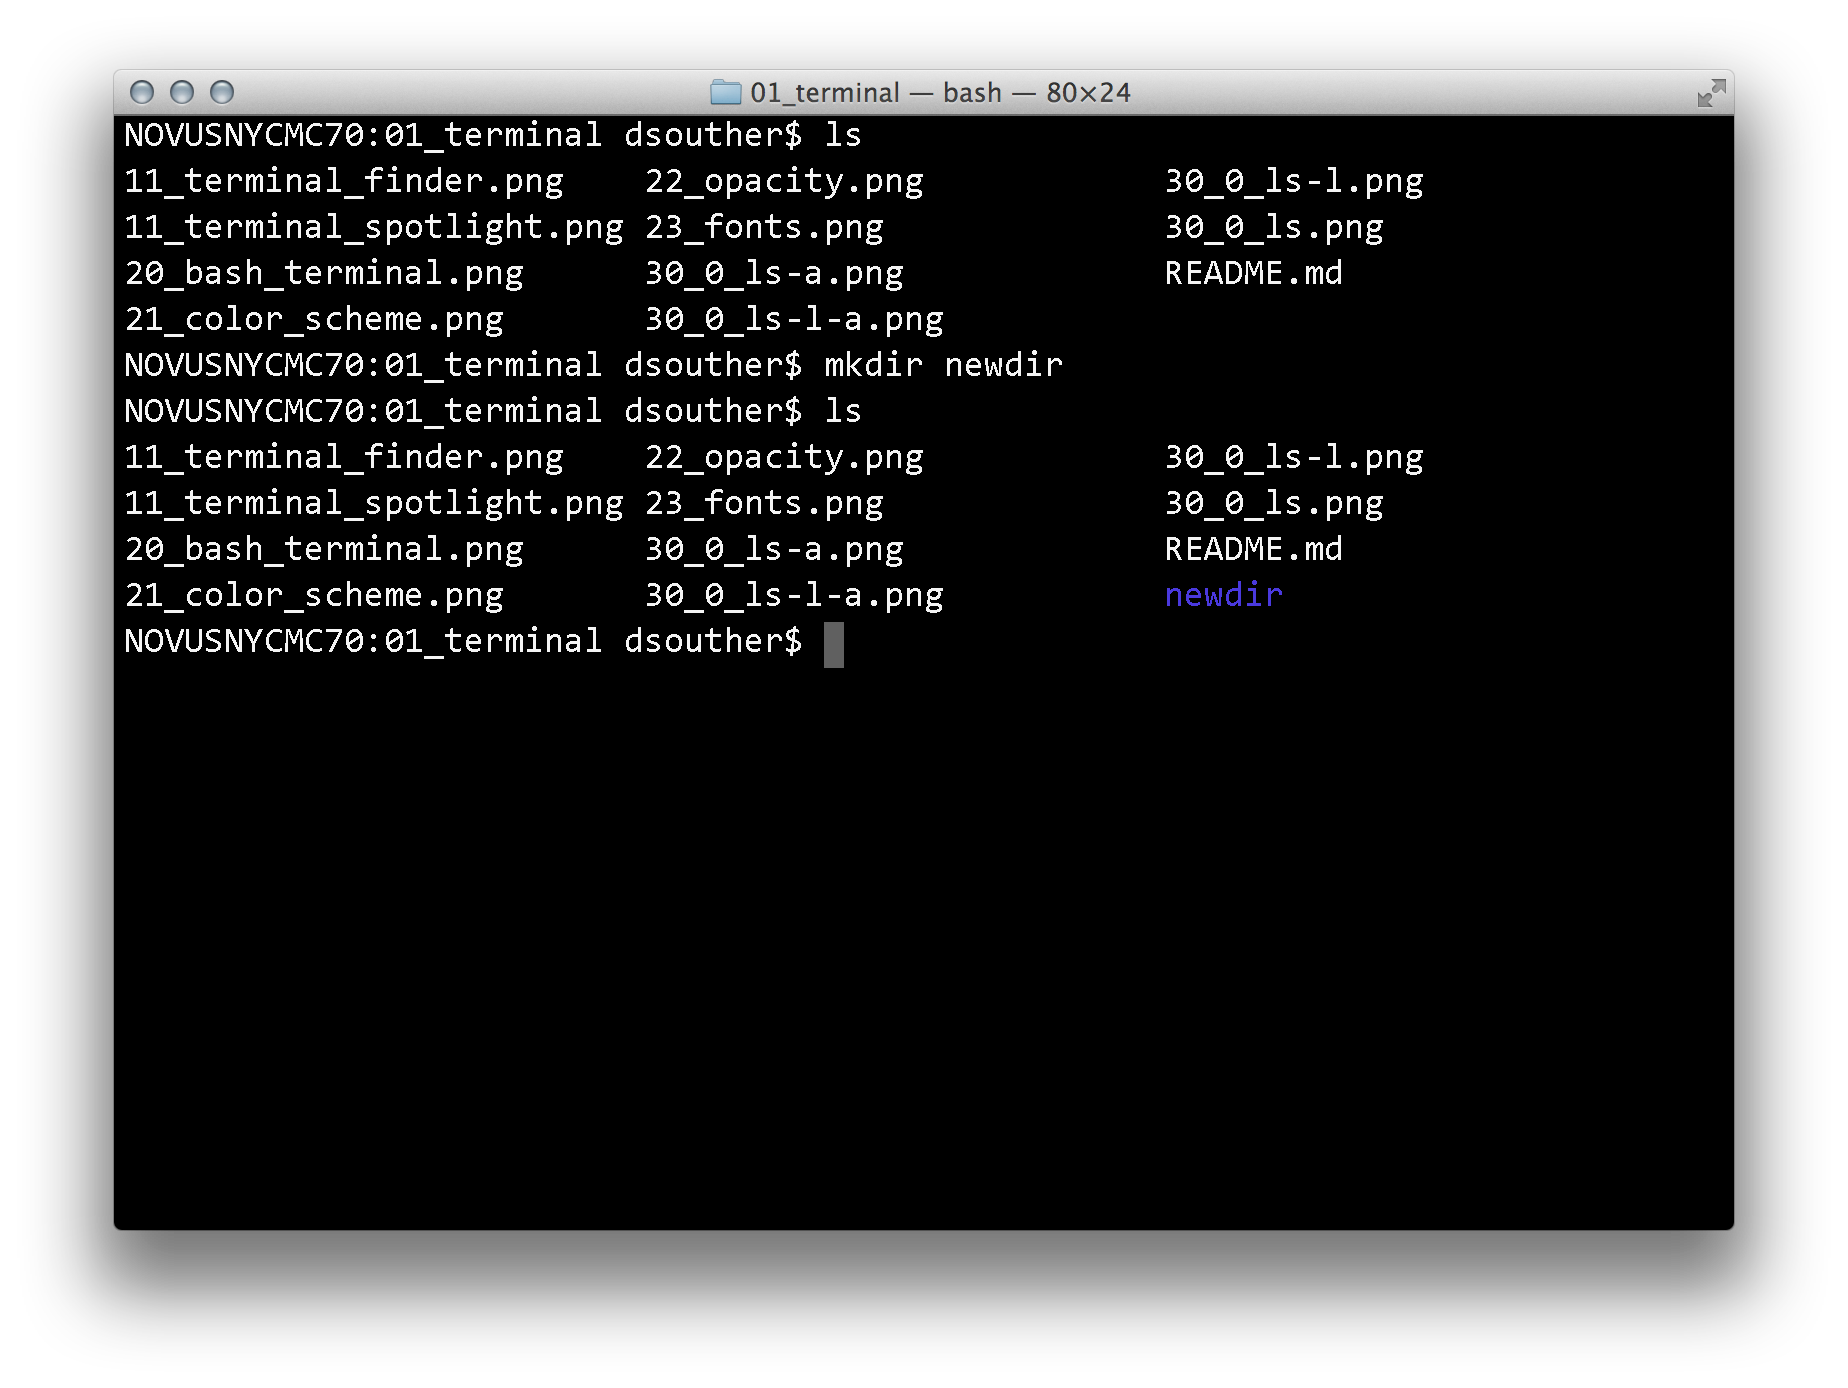 01_terminal — bash — 80×24
NOVUSNYCMC70:01_terminal dsouther$ ls
11_terminal_finder.png    22_opacity.png            30_0_ls-l.png
11_terminal_spotlight.png 23_fonts.png              30_0_ls.png
20_bash_terminal.png      30_0_ls-a.png             README.md
21_color_scheme.png       30_0_ls-l-a.png
NOVUSNYCMC70:01_terminal dsouther$ mkdir newdir
NOVUSNYCMC70:01_terminal dsouther$ ls
11_terminal_finder.png    22_opacity.png            30_0_ls-l.png
11_terminal_spotlight.png 23_fonts.png              30_0_ls.png
20_bash_terminal.png      30_0_ls-a.png             README.md
21_color_scheme.png       30_0_ls-l-a.png           newdir
NOVUSNYCMC70:01_terminal dsouther$